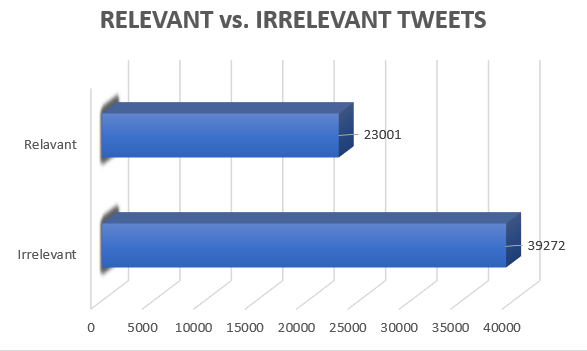 RELEVANT vs. IRRELEVANT TWEETS
Relavant
23001
Irrelevant
39272
0 5000 10000 15000 20000 25000 30000 35000 40000